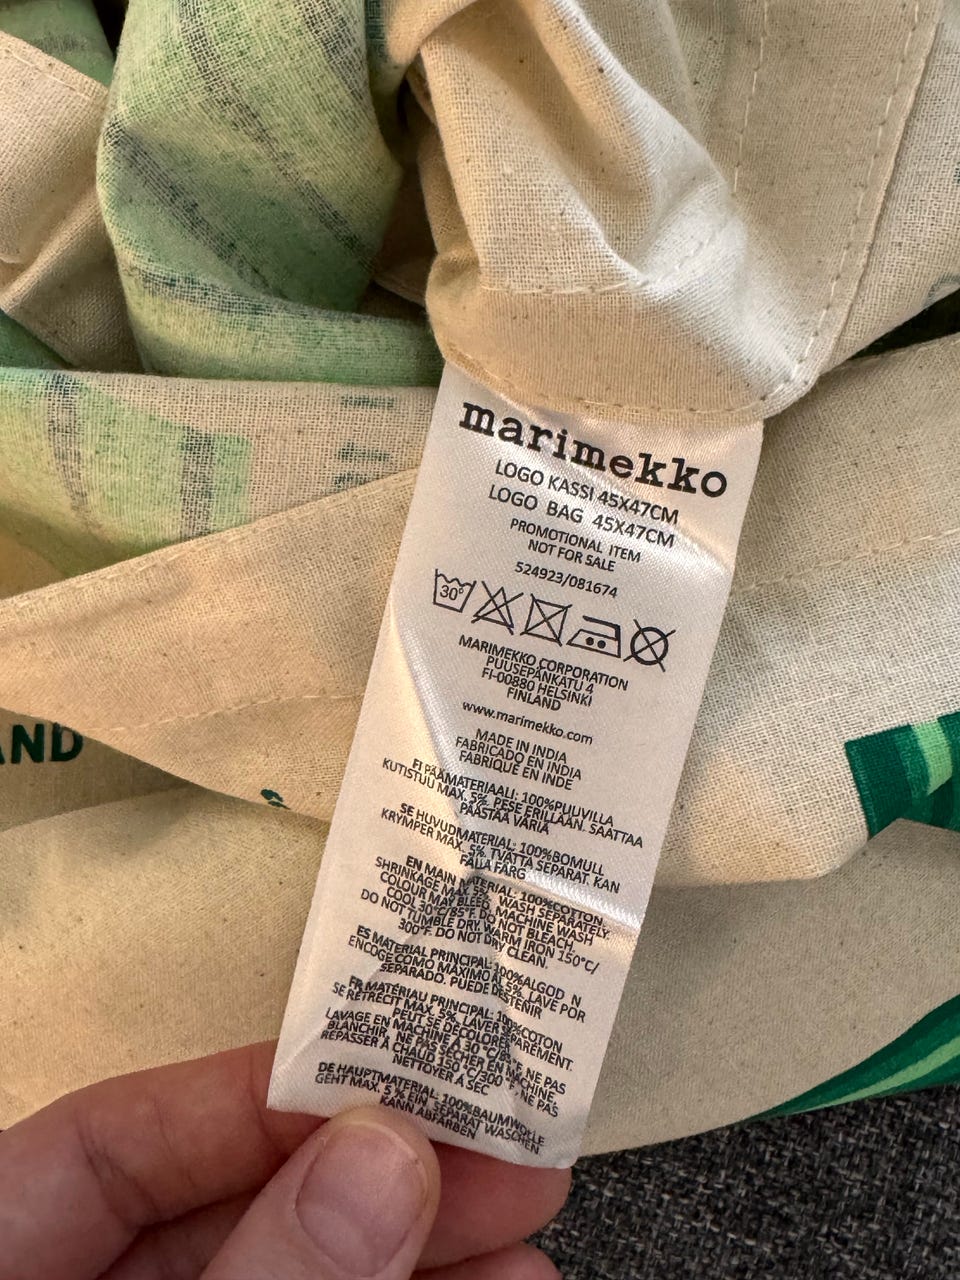 AND
marimekko
LOGO KASSI 45X47CM
LOGO BAG 45X47CM
PROMOTIONAL ITEM
NOT FOR SALE
524923/081674
30°
MARIMEKKO CORPORATION
PUUSEPÄNKATU 4
FI-00880 HELSINKI
FINLAND
www.marimekko.com
MADE IN INDIA
FABRICADO EN INDIA
FABRIQUE EN INDE
FI PÄÄMATERIAALI: 100%PUUVILLA
KUTISTUU MAX. 5%. PESE ERILLÄÄN. SAATTAA
PÄÄSTÄÄ VÄRIÄ
SE HUVUDMATERIAL: 100%BOMULL
KRYMPER MAX. 5%. TVÄTTA SEPARAT. KAN
FÄLLA FÄRG
EN MAIN MATERIAL: 100%COTTON
SHRINKAGE MAX 5%. WASH SEPARATELY.
COLOUR MAY BLEED. MACHINE WASH
COOL 30°C/85°F. DO NOT BLEACH.
DO NOT TUMBLE DRY. WARM IRON 150°C/
300°F. DO NOT DRY CLEAN.
ES MATERIAL PRINCIPAL: 100%ALGOD N
ENCOGE COMO MÁXIMO AL 5%. LAVE POR
SEPARADO. PUEDE DESTEÑIR
FR MATÉRIAU PRINCIPAL: 100%COTON
SE RÉTRÉCIT MAX. 5%. LAVER SÉPARÉMENT.
PEUT SE DÉCOLORER
LAVAGE EN MACHINE À 30°C/85°F. NE PAS
BLANCHIR. NE PAS SÉCHER EN MACHINE.
REPASSER À CHAUD 150°C/300°F. NE PAS
NETTOYER À SEC
DE HAUPTMATERIAL: 100%BAUMWOLLE
GEHT MAX. 5% EIN. SEPARAT WASCHEN.
KANN ABFÄRBEN